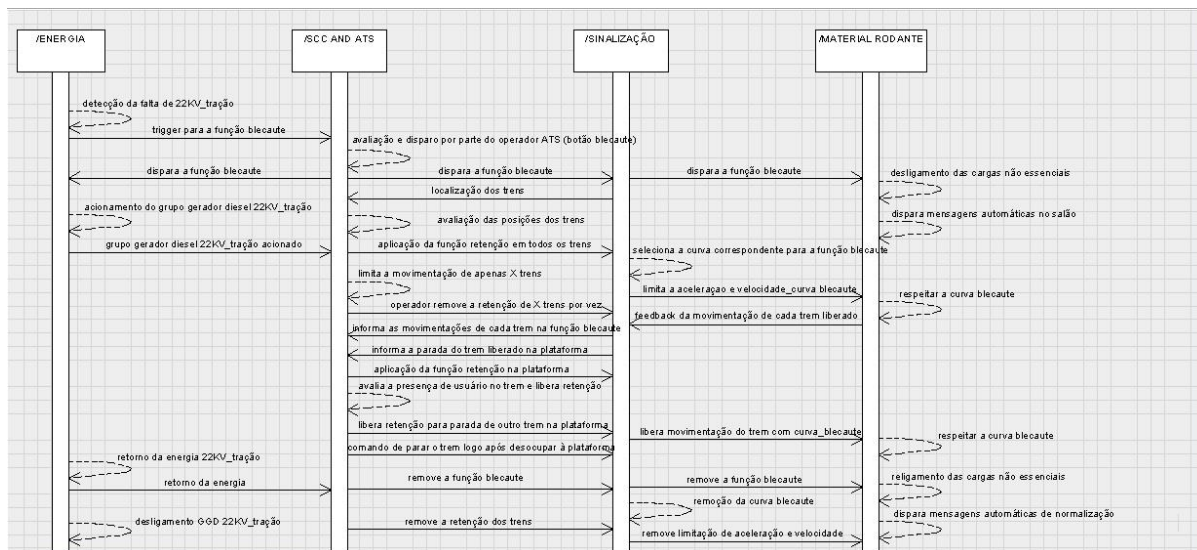 /ENERGIA
/SCC AND ATS
/SINALIZAÇÃO
/MATERIAL RODANTE
detecção da falta de 22KV_tração
trigger para a função blecaute
avaliação e disparo por parte do operador ATS (botão blecaute)
dispara a função blecaute
dispara a função blecaute
dispara a função blecaute
desligamento das cargas não essenciais
localização dos trens
acionamento do grupo gerador diesel 22KV_tração
avaliação das posições dos trens
dispara mensagens automáticas no salão
grupo gerador diesel 22KV_tração acionado
aplicação da função retenção em todos os trens
seleciona a curva correspondente para a função blecaute
limita a movimentação de apenas X trens
limita a aceleraçao e velocidade_curva blecaute
respeitar a curva blecaute
operador remove a retenção de X trens por vez
feedback da movimentação de cada trem liberado
informa as movimentações de cada trem na função blecaute
informa a parada do trem liberado na plataforma
aplicação da função retenção na plataforma
avalia a presença de usuário no trem e libera retenção
libera retenção para parada de outro trem na plataforma
libera movimentação do trem com curva_blecaute
respeitar a curva blecaute
comando de parar o trem logo após desocupar à plataforma
retorno da energia 22KV_tração
retorno da energia
remove a função blecaute
remove a função blecaute
religamento das cargas não essenciais
remoção da curva blecaute
desligamento GGD 22KV_tração
remove a retenção dos trens
dispara mensagens automáticas de normalização
remove limitação de aceleração e velocidade